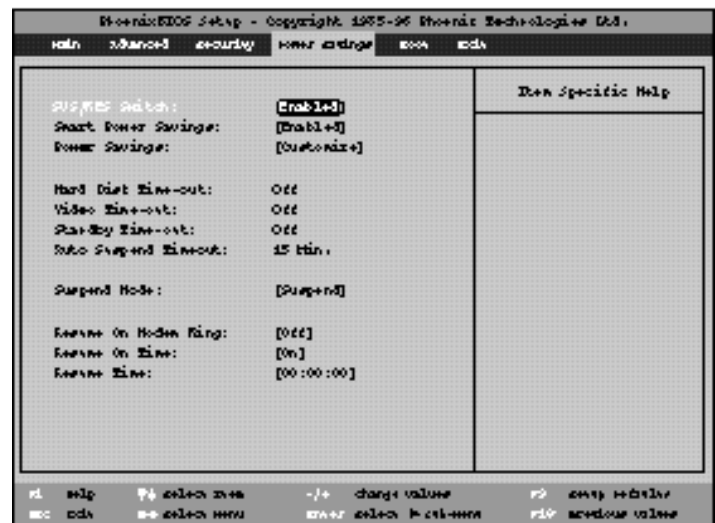 PhoenixBIOS Setup - Copyright 1985-95 Phoenix Technologies Ltd.
Main Advanced Security Power Savings Boot Exit
Item Specific Help
SUS/RES Switch: [Enabled]
Smart Power Savings: [Enabled]
Power Savings: [Customize]
Hard Disk Time-out: Off
Video Time-out: Off
Standby Time-out: Off
Auto Suspend Timeout: 15 Min.
Suspend Mode: [Suspend]
Resume On Modem Ring: [Off]
Resume On Time: [On]
Resume Time: [00:00:00]
F1 Help Select Item -/+ Change Values F9 Setup Defaults
ESC Exit Select Menu Enter Select Sub-Menu F10 Previous Values